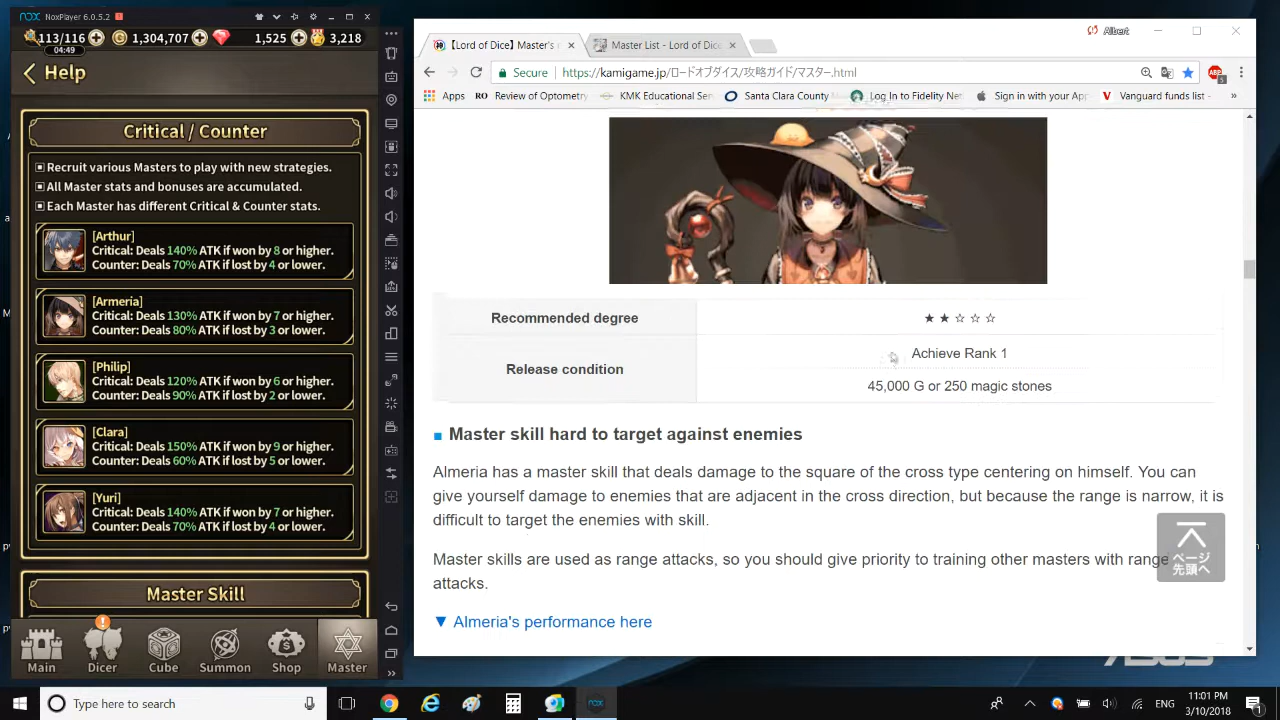 nox NoxPlayer 6.0.5.2
113/116 1,304,707 1,525 3,218
04:49
Help
Critical / Counter
Recruit various Masters to play with new strategies.
All Master stats and bonuses are accumulated.
Each Master has different Critical & Counter stats.
[Arthur]
Critical: Deals 140% ATK if won by 8 or higher.
Counter: Deals 70% ATK if lost by 4 or lower.
[Armeria]
Critical: Deals 130% ATK if won by 7 or higher.
Counter: Deals 80% ATK if lost by 3 or lower.
[Philip]
Critical: Deals 120% ATK if won by 6 or higher.
Counter: Deals 90% ATK if lost by 2 or lower.
[Clara]
Critical: Deals 150% ATK if won by 9 or higher.
Counter: Deals 60% ATK if lost by 5 or lower.
[Yuri]
Critical: Deals 140% ATK if won by 7 or higher.
Counter: Deals 70% ATK if lost by 4 or lower.
Master Skill
Main Dicer Cube Summon Shop Master
Albert
【Lord of Dice】Master's r
Master List - Lord of Dice
Secure https://kamigame.jp/ロードオブダイス/攻略ガイド/マスター.html
ABP 5
Apps RO Review of Optometry KMK Educational Ser Santa Clara County Log In to Fidelity Net Sign in with your App Vanguard funds list -
Recommended degree ★ ★ ☆ ☆ ☆
Release condition
Achieve Rank 1
45,000 G or 250 magic stones
Master skill hard to target against enemies
Almeria has a master skill that deals damage to the square of the cross type centering on himself. You can
give yourself damage to enemies that are adjacent in the cross direction, but because the range is narrow, it is
difficult to target the enemies with skill.
Master skills are used as range attacks, so you should give priority to training other masters with range
attacks.
▼ Almeria's performance here
ページ
先頭へ
Type here to search
ENG
11:01 PM
3/10/2018